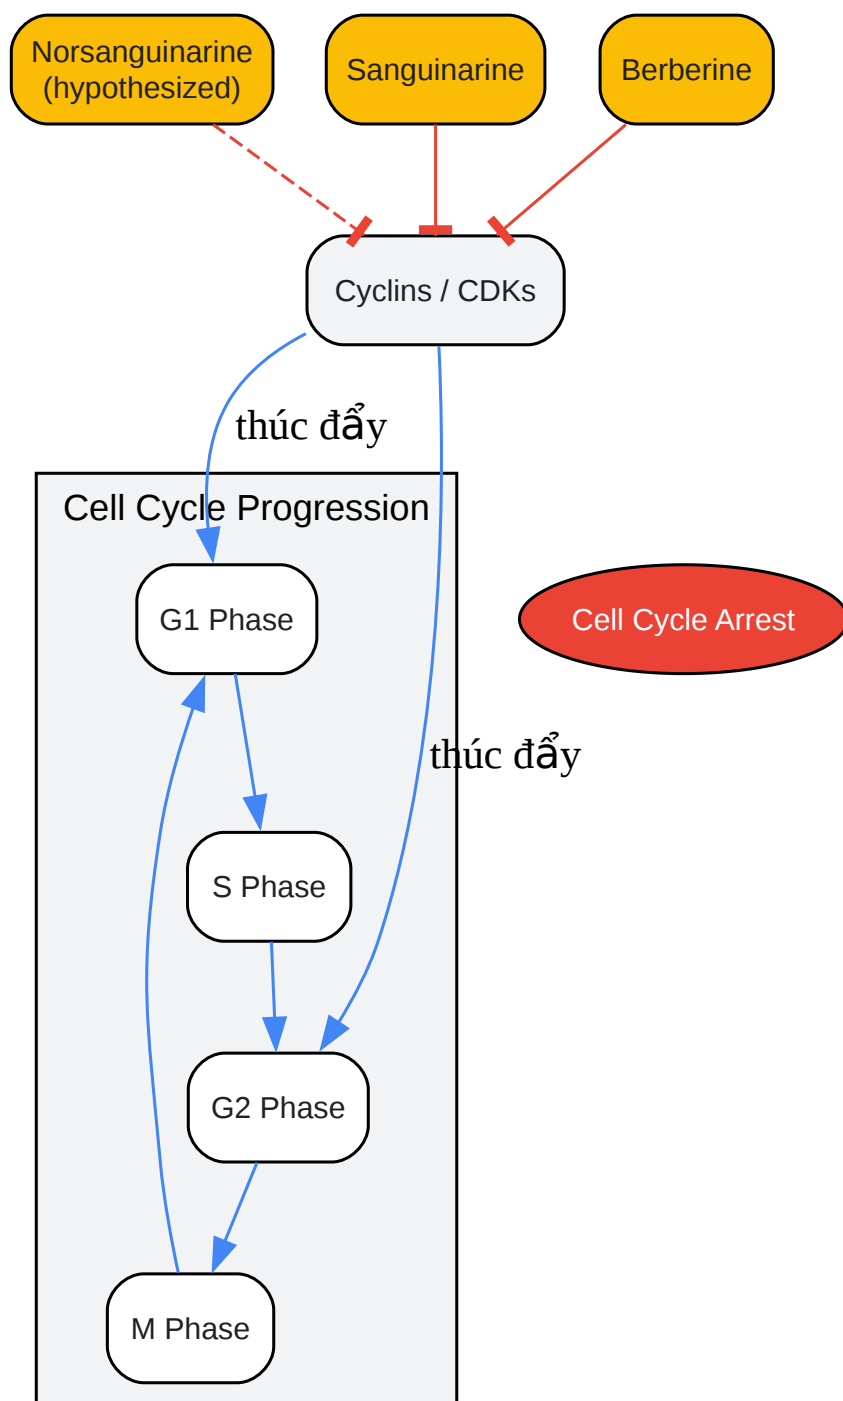 Norsanguinarine
(hypothesized)
Sanguinarine
Berberine
Cyclins / CDKs
thúc đẩy
Cell Cycle Progression
G1 Phase
Cell Cycle Arrest
thúc đẩy
S Phase
G2 Phase
M Phase